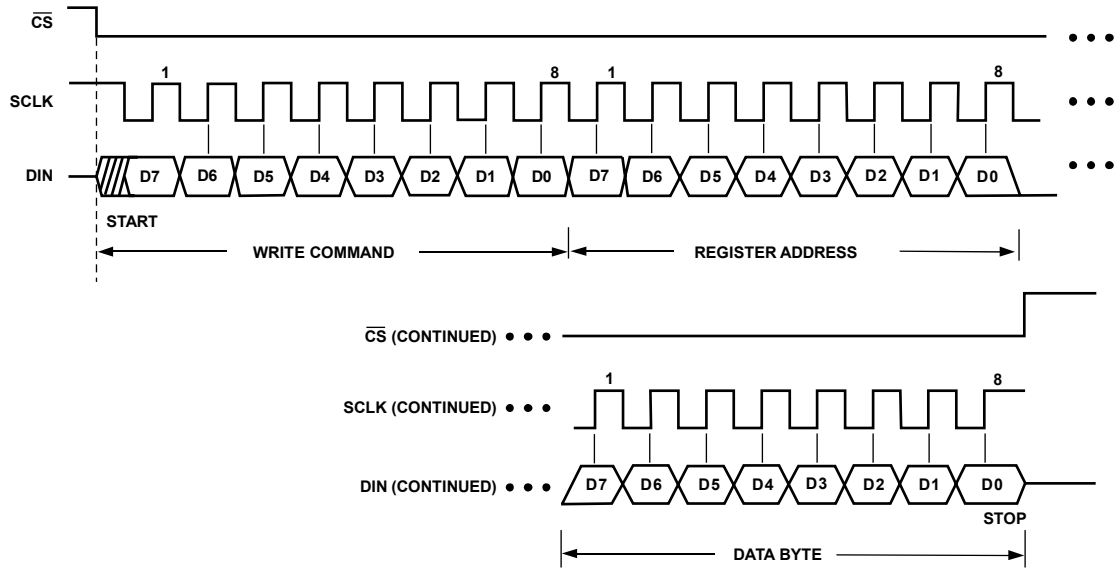 CS
1 8 1 8
SCLK
DIN D7 D6 D5 D4 D3 D2 D1 D0 D7 D6 D5 D4 D3 D2 D1 D0
START
WRITE COMMAND REGISTER ADDRESS
CS (CONTINUED)
1 8
SCLK (CONTINUED)
DIN (CONTINUED) D7 D6 D5 D4 D3 D2 D1 D0
STOP
DATA BYTE